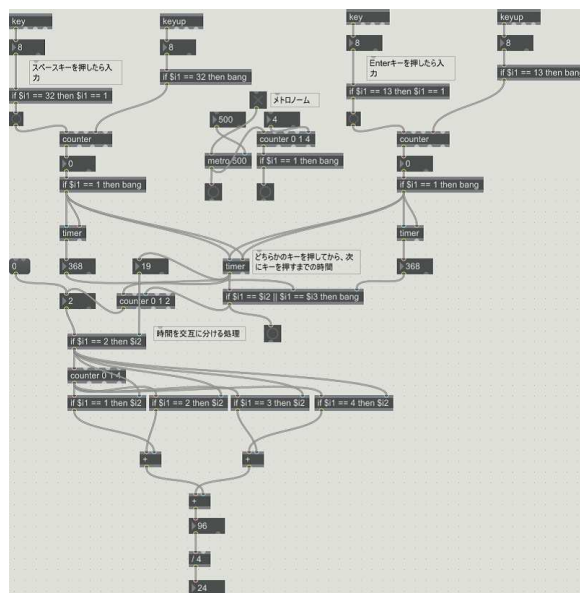 key
keyup
key
keyup
8
8
8
8
スペースキーを押したら入
力
if $i1 == 32 then bang
Enterキーを押したら入
力
if $i1 == 13 then bang
if $i1 == 32 then $i1 == 1
メトロノーム
if $i1 == 13 then $i1 == 1
500
4
counter
counter 0 1 4
counter
0
metro 500
if $i1 == 1 then bang
0
if $i1 == 1 then bang
if $i1 == 1 then bang
timer
timer
368
19
timer
どちらかのキーを押してから、次
にキーを押すまでの時間
368
0
2
counter 0 1 2
if $i1 == $i2 || $i1 == $i3 then bang
if $i1 == 2 then $i2
時間を交互に分ける処理
counter 0 1 4
if $i1 == 1 then $i2
if $i1 == 2 then $i2
if $i1 == 3 then $i2
if $i1 == 4 then $i2
+
+
+
96
/ 4
24